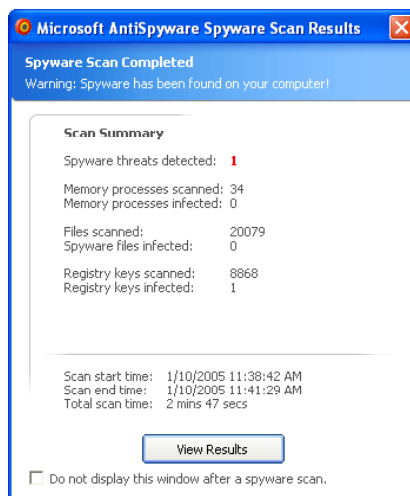 Microsoft AntiSpyware Spyware Scan Results
Spyware Scan Completed
Warning: Spyware has been found on your computer!
Scan Summary
Spyware threats detected: 1
Memory processes scanned: 34
Memory processes infected: 0
Files scanned: 20079
Spyware files infected: 0
Registry keys scanned: 8868
Registry keys infected: 1
Scan start time: 1/10/2005 11:38:42 AM
Scan end time: 1/10/2005 11:41:29 AM
Total scan time: 2 mins 47 secs
View Results
Do not display this window after a spyware scan.